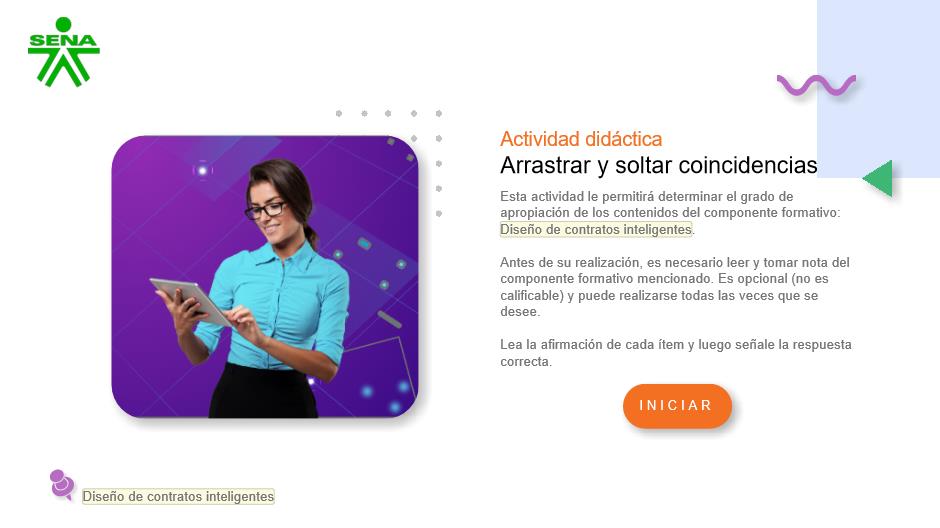 SENA
Actividad didáctica
Arrastrar y soltar coincidencias
Esta actividad le permitirá determinar el grado de
apropiación de los contenidos del componente formativo:
Diseño de contratos inteligentes.
Antes de su realización, es necesario leer y tomar nota del
componente formativo mencionado. Es opcional (no es
calificable) y puede realizarse todas las veces que se
desee.
Lea la afirmación de cada ítem y luego señale la respuesta
correcta.
INICIAR
Diseño de contratos inteligentes